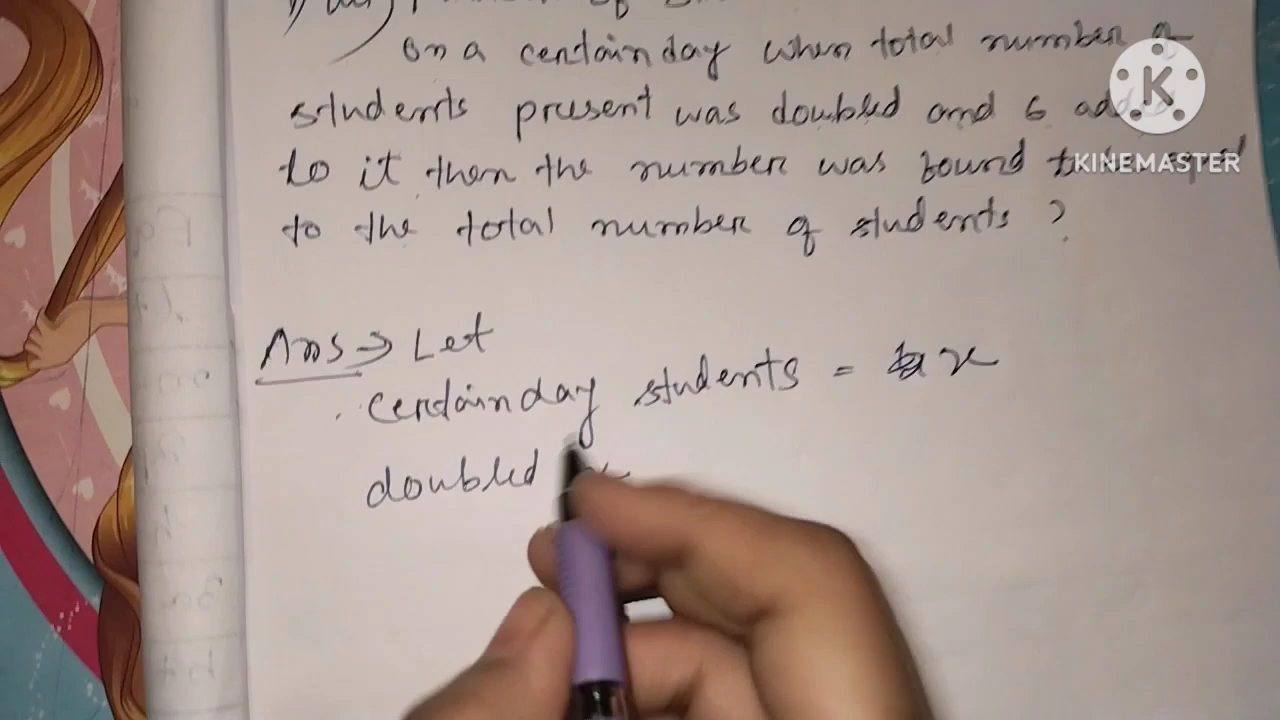 of
on a certain day when total number of
students present was doubled and 6
to it then the number was found
to the total number of students ?
Ans → Let
certain day students = x
doubled
K
KINEMASTER